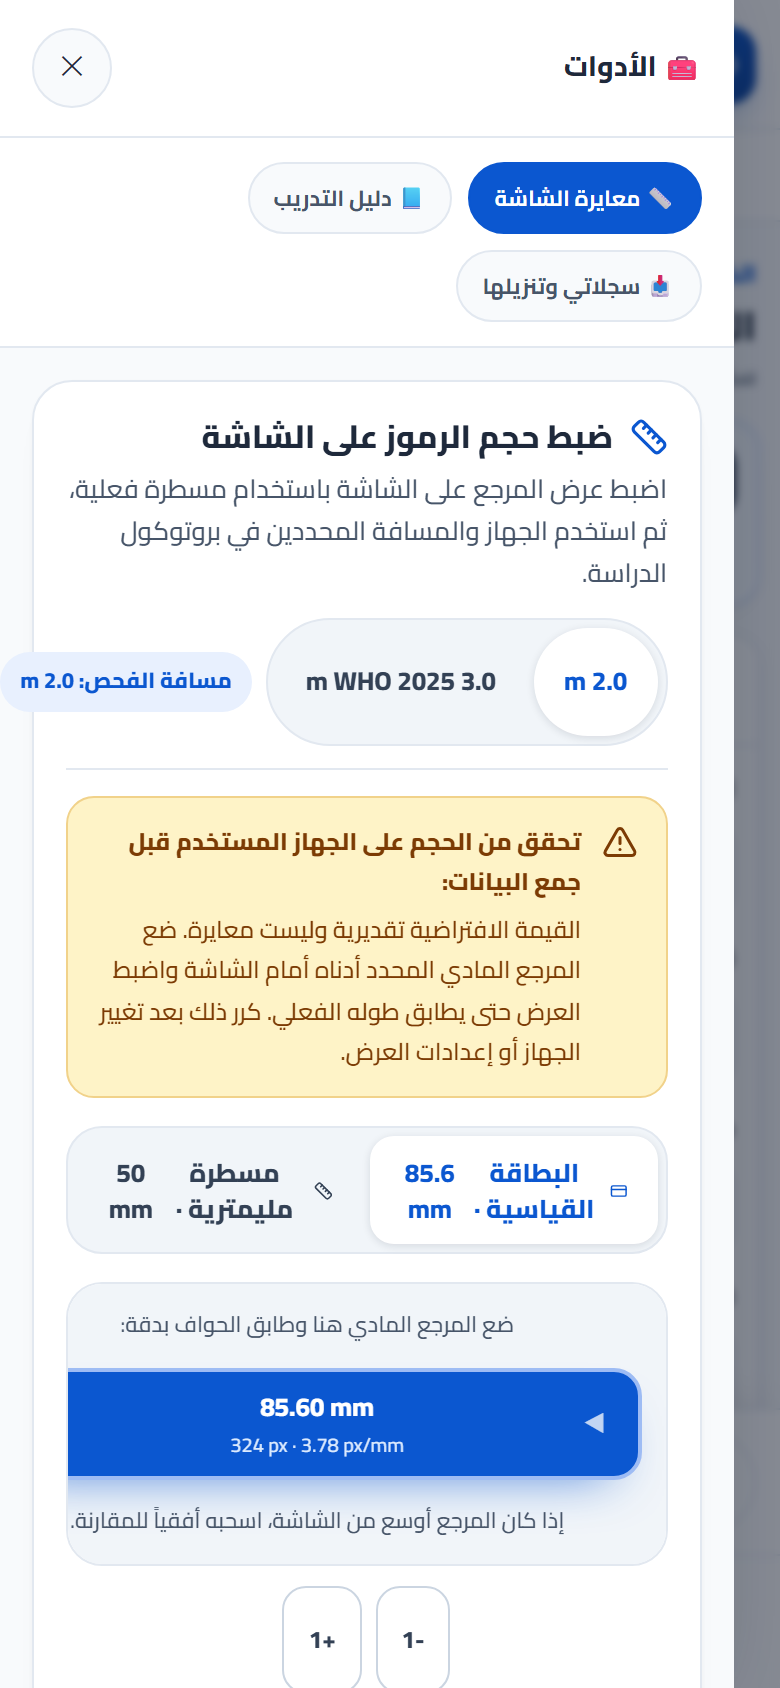 الأدوات
معايرة الشاشة
دليل التدريب
سجلاتي وتنزيلها
ضبط حجم الرموز على الشاشة
اضبط عرض المرجع على الشاشة باستخدام مسطرة فعلية،
ثم استخدم الجهاز والمسافة المحددين في بروتوكول
الدراسة.
2.0 m
3.0 m WHO 2025
مسافة الفحص: 2.0 m
تحقق من الحجم على الجهاز المستخدم قبل
جمع البيانات:
القيمة الافتراضية تقديرية وليست معايرة. ضع
المرجع المادي المحدد أدناه أمام الشاشة واضبط
العرض حتى يطابق طوله الفعلي. كرر ذلك بعد تغيير
الجهاز أو إعدادات العرض.
البطاقة
القياسية ·
85.6
mm
مسطرة
مليمترية ·
50
mm
ضع المرجع المادي هنا وطابق الحواف بدقة:
85.60 mm
324 px · 3.78 px/mm
إذا كان المرجع أوسع من الشاشة، اسحبه أفقياً للمقارنة.
-1
+1